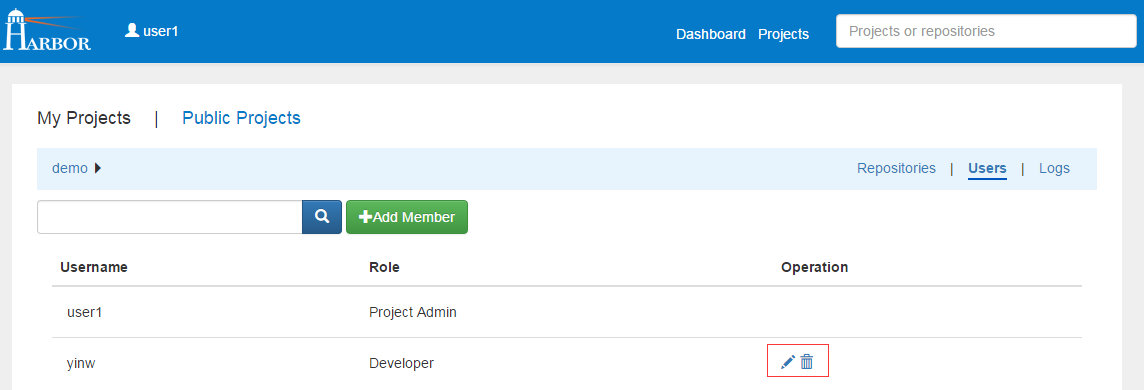 HARBOR user1 Dashboard Projects Projects or repositories
My Projects | Public Projects
demo Repositories | Users | Logs
Add Member
Username Role Operation
user1 Project Admin
yinw Developer